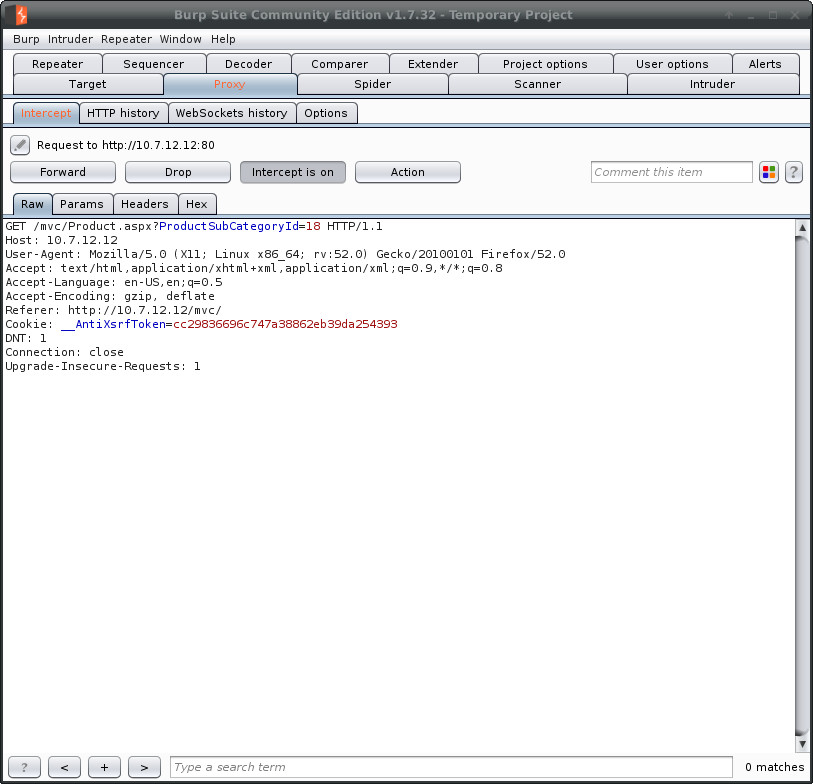 Burp Suite Community Edition v1.7.32 - Temporary Project
Burp Intruder Repeater Window Help
Repeater Sequencer Decoder Comparer Extender Project options User options Alerts
Target Proxy Spider Scanner Intruder
Intercept HTTP history WebSockets history Options
Request to http://10.7.12.12:80
Forward Drop Intercept is on Action Comment this item ?
Raw Params Headers Hex
GET /mvc/Product.aspx?ProductSubCategoryId=18 HTTP/1.1
Host: 10.7.12.12
User-Agent: Mozilla/5.0 (X11; Linux x86_64; rv:52.0) Gecko/20100101 Firefox/52.0
Accept: text/html,application/xhtml+xml,application/xml;q=0.9,*/*;q=0.8
Accept-Language: en-US,en;q=0.5
Accept-Encoding: gzip, deflate
Referer: http://10.7.12.12/mvc/
Cookie: __AntiXsrfToken=cc29836696c747a38862eb39da254393
DNT: 1
Connection: close
Upgrade-Insecure-Requests: 1
? < + > Type a search term 0 matches